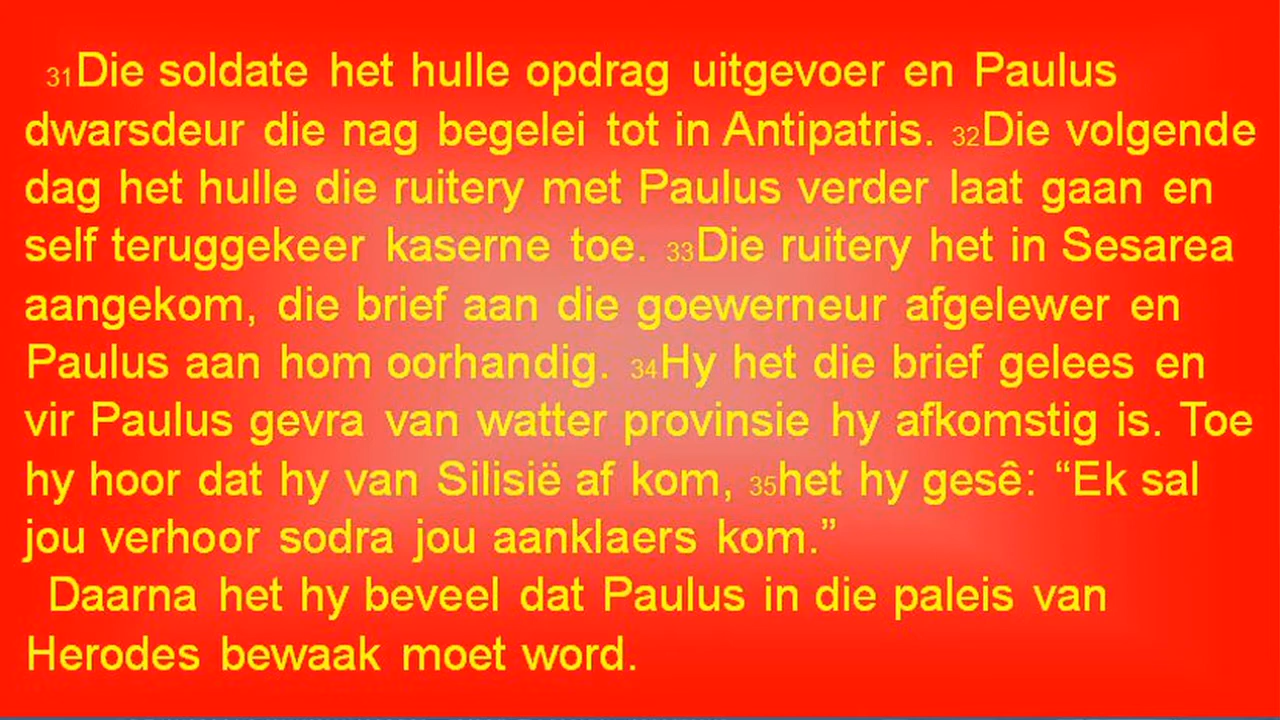 31Die soldate het hulle opdrag uitgevoer en Paulus
dwarsdeur die nag begelei tot in Antipatris. 32Die volgende
dag het hulle die ruitery met Paulus verder laat gaan en
self teruggekeer kaserne toe. 33Die ruitery het in Sesarea
aangekom, die brief aan die goewerneur afgelewer en
Paulus aan hom oorhandig. 34Hy het die brief gelees en
vir Paulus gevra van watter provinsie hy afkomstig is. Toe
hy hoor dat hy van Silisië af kom, 35het hy gesê: “Ek sal
jou verhoor sodra jou aanklaers kom.”
Daarna het hy beveel dat Paulus in die paleis van
Herodes bewaak moet word.